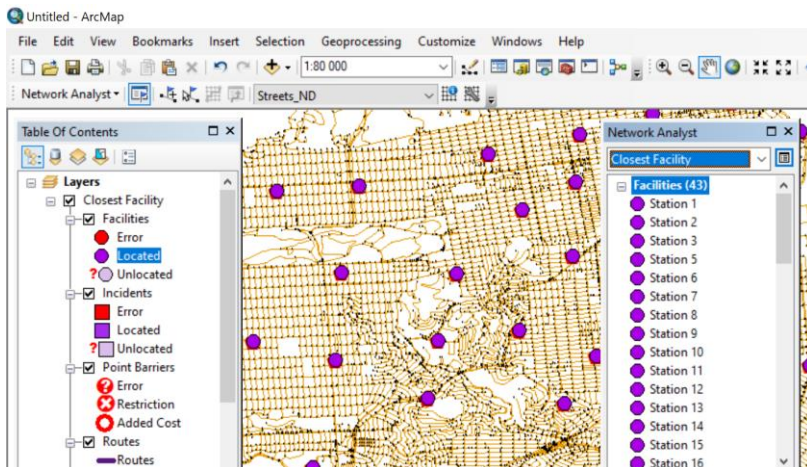 Untitled - ArcMap
File Edit View Bookmarks Insert Selection Geoprocessing Customize Windows Help
1:80 000
Network Analyst
Streets_ND
Table Of Contents
Layers
Closest Facility
Facilities
Error
Located
Unlocated
Incidents
Error
Located
Unlocated
Point Barriers
Error
Restriction
Added Cost
Routes
Routes
Network Analyst
Closest Facility
Facilities (43)
Station 1
Station 2
Station 3
Station 5
Station 6
Station 7
Station 8
Station 9
Station 10
Station 11
Station 12
Station 13
Station 14
Station 15
Station 16